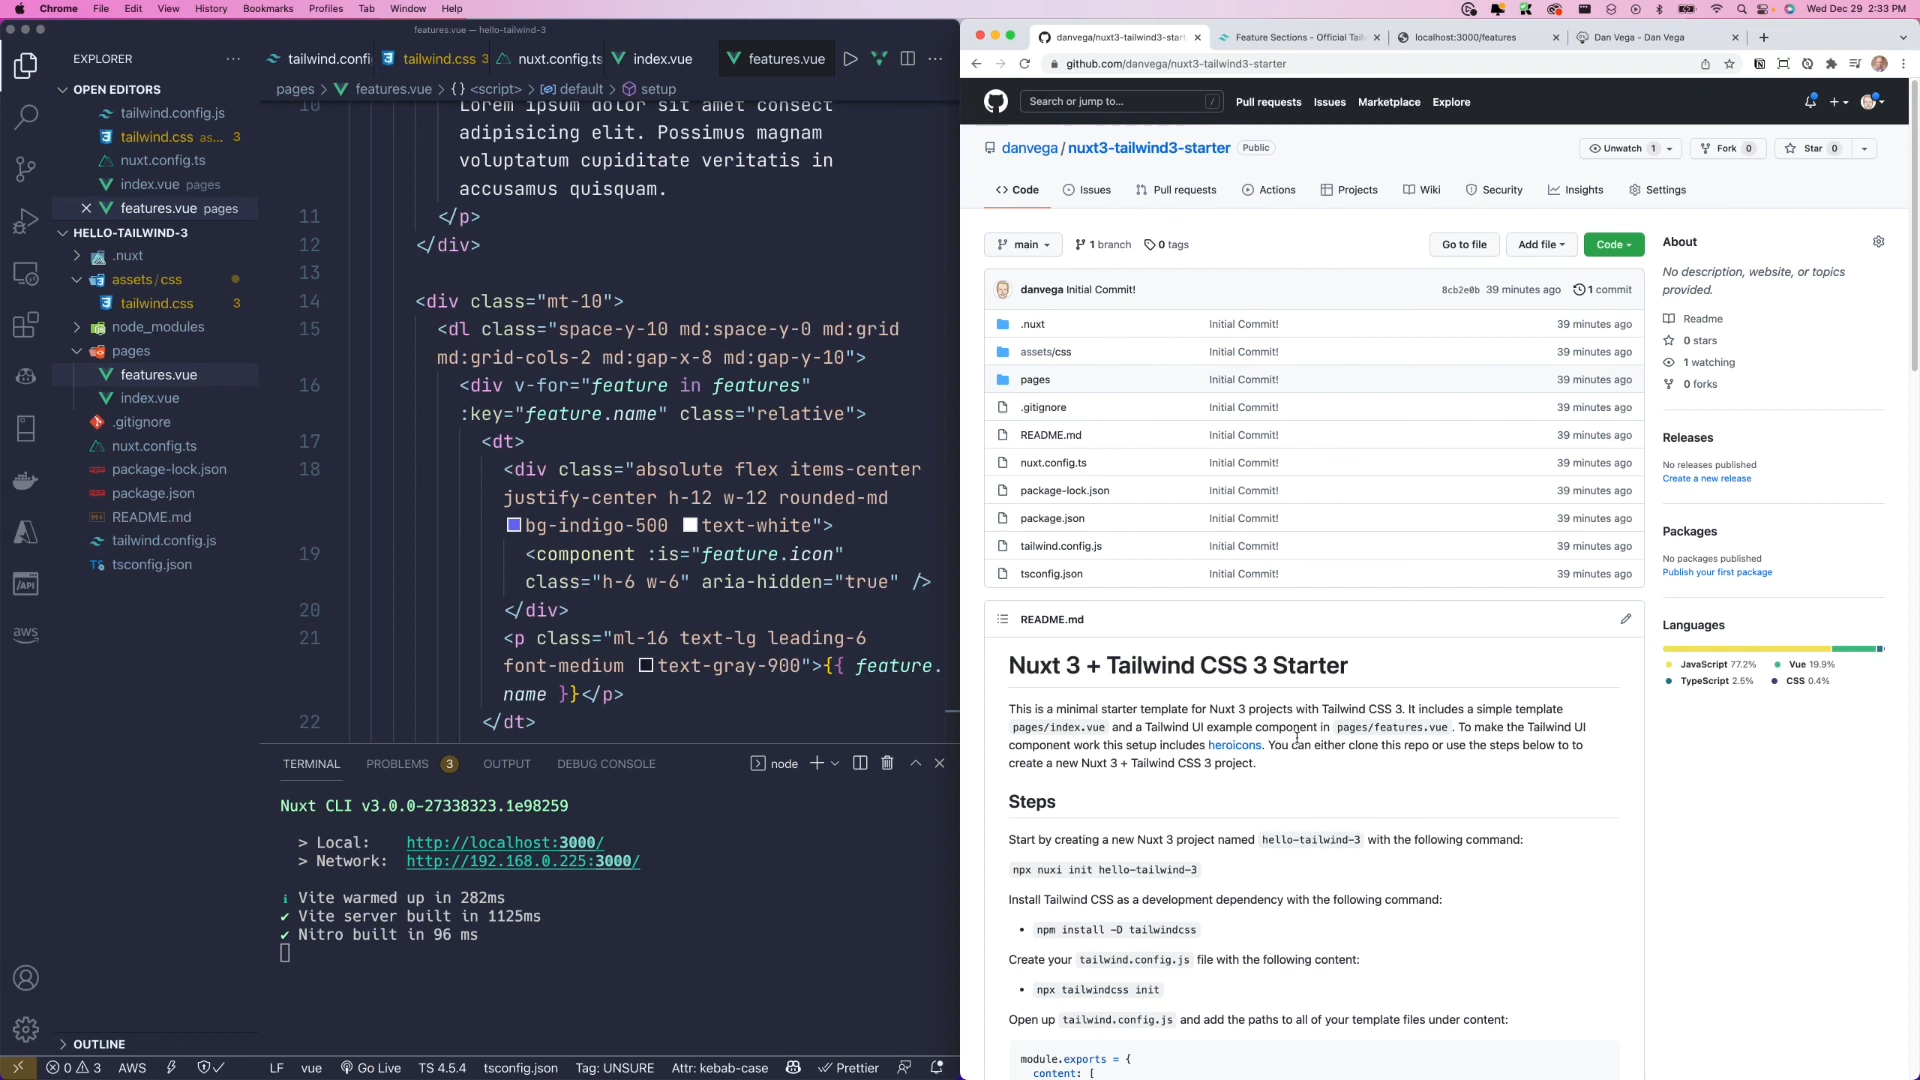 Chrome File Edit View History Bookmarks Profiles Tab Window Help
Wed Dec 29 2:33 PM
features.vue — hello-tailwind-3
EXPLORER
OPEN EDITORS
tailwind.config.js
tailwind.css as... 3
nuxt.config.ts
index.vue pages
features.vue pages
HELLO-TAILWIND-3
.nuxt
assets/css
tailwind.css 3
node_modules
pages
features.vue
index.vue
.gitignore
nuxt.config.ts
package-lock.json
package.json
README.md
tailwind.config.js
tsconfig.json
OUTLINE
tailwind.confi tailwind.css 3 nuxt.config.ts index.vue features.vue
pages > features.vue > {} <script> > default > setup
10 Lorem ipsum dolor sit amet consect
adipisicing elit. Possimus magnam
voluptatum cupiditate veritatis in
accusamus quisquam.
11 </p>
12 </div>
13
14 <div class="mt-10">
15 <dl class="space-y-10 md:space-y-0 md:grid
md:grid-cols-2 md:gap-x-8 md:gap-y-10">
16 <div v-for="feature in features"
:key="feature.name" class="relative">
17 <dt>
18 <div class="absolute flex items-center
justify-center h-12 w-12 rounded-md
bg-indigo-500 text-white">
19 <component :is="feature.icon"
class="h-6 w-6" aria-hidden="true" />
20 </div>
21 <p class="ml-16 text-lg leading-6
font-medium text-gray-900">{{ feature.
name }}</p>
22 </dt>
TERMINAL PROBLEMS 3 OUTPUT DEBUG CONSOLE node
Nuxt CLI v3.0.0-27338323.1e98259
> Local: http://localhost:3000/
> Network: http://192.168.0.225:3000/
ℹ Vite warmed up in 282ms
✔ Vite server built in 1125ms
✔ Nitro built in 96 ms
0 3 AWS LF vue Go Live TS 4.5.4 tsconfig.json Tag: UNSURE Attr: kebab-case Prettier
danvega/nuxt3-tailwind3-start Feature Sections - Official Tail localhost:3000/features Dan Vega - Dan Vega
github.com/danvega/nuxt3-tailwind3-starter
Search or jump to... / Pull requests Issues Marketplace Explore
danvega / nuxt3-tailwind3-starter Public
Unwatch 1 Fork 0 Star 0
Code Issues Pull requests Actions Projects Wiki Security Insights Settings
main 1 branch 0 tags Go to file Add file Code
danvega Initial Commit! 8cb2e0b 39 minutes ago 1 commit
.nuxt Initial Commit! 39 minutes ago
assets/css Initial Commit! 39 minutes ago
pages Initial Commit! 39 minutes ago
.gitignore Initial Commit! 39 minutes ago
README.md Initial Commit! 39 minutes ago
nuxt.config.ts Initial Commit! 39 minutes ago
package-lock.json Initial Commit! 39 minutes ago
package.json Initial Commit! 39 minutes ago
tailwind.config.js Initial Commit! 39 minutes ago
tsconfig.json Initial Commit! 39 minutes ago
README.md
Nuxt 3 + Tailwind CSS 3 Starter
This is a minimal starter template for Nuxt 3 projects with Tailwind CSS 3. It includes a simple template
pages/index.vue and a Tailwind UI example component in pages/features.vue . To make the Tailwind UI
component work this setup includes heroicons. You can either clone this repo or use the steps below to to
create a new Nuxt 3 + Tailwind CSS 3 project.
Steps
Start by creating a new Nuxt 3 project named hello-tailwind-3 with the following command:
npx nuxi init hello-tailwind-3
Install Tailwind CSS as a development dependency with the following command:
• npm install -D tailwindcss
Create your tailwind.config.js file with the following content:
• npx tailwindcss init
Open up tailwind.config.js and add the paths to all of your template files under content:
module.exports = {
content: [
About
No description, website, or topics
provided.
Readme
0 stars
1 watching
0 forks
Releases
No releases published
Create a new release
Packages
No packages published
Publish your first package
Languages
JavaScript 77.2% Vue 19.9%
TypeScript 2.5% CSS 0.4%